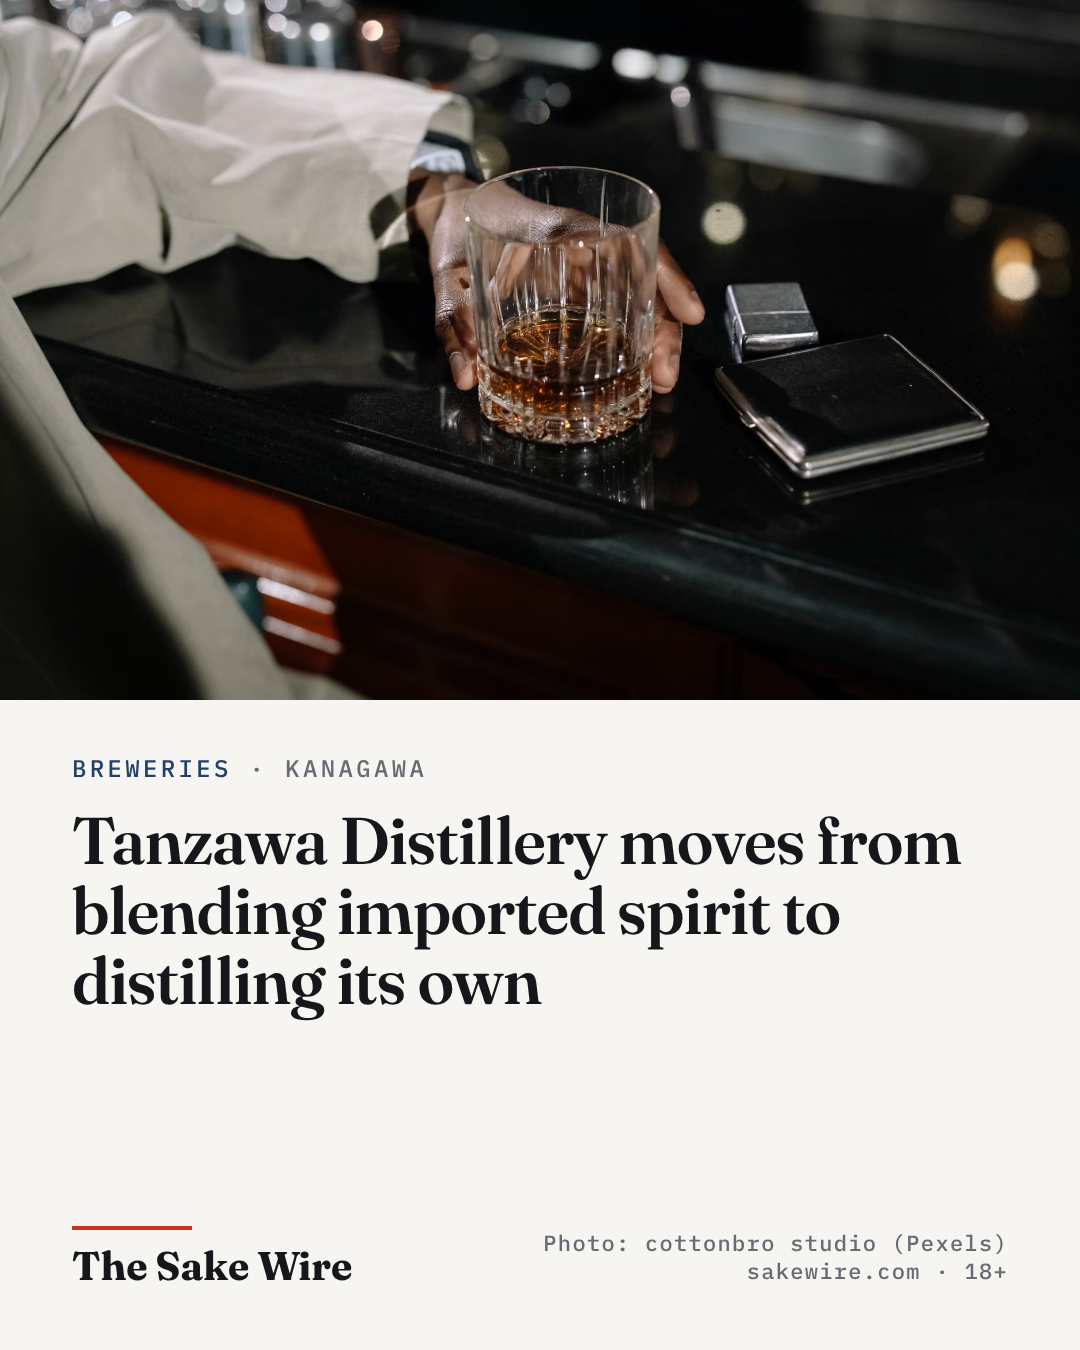 BREWERIES · KANAGAWA
Tanzawa Distillery moves from
blending imported spirit to
distilling its own
The Sake Wire
Photo: cottonbro studio (Pexels)
sakewire.com · 18+